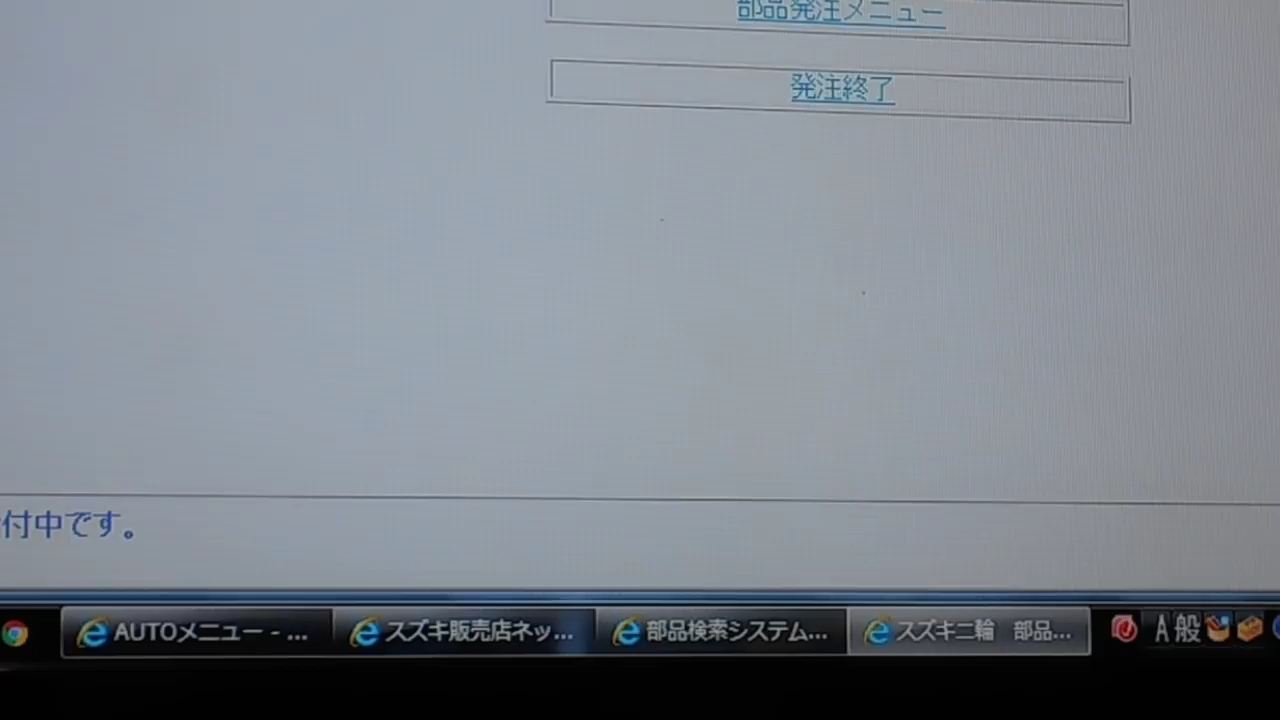 部品発注メニュー
発注終了
付中です。
AUTOメニュー - ...
スズキ販売店ネッ...
部品検索システム...
スズキ二輪 部品...
A 般